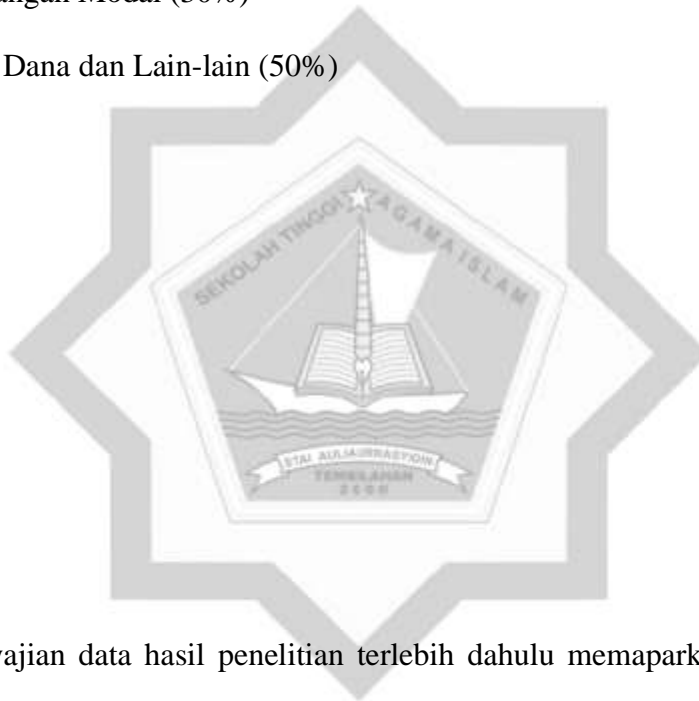 angan Modal (50%)
Dana dan Lain-lain (50%)
SEKOLAH TINGGI AGAMA ISLAM
STAI AULIAURRASYIDIN
TEMBILAHAN
yajian data hasil penelitian terlebih dahulu memapark